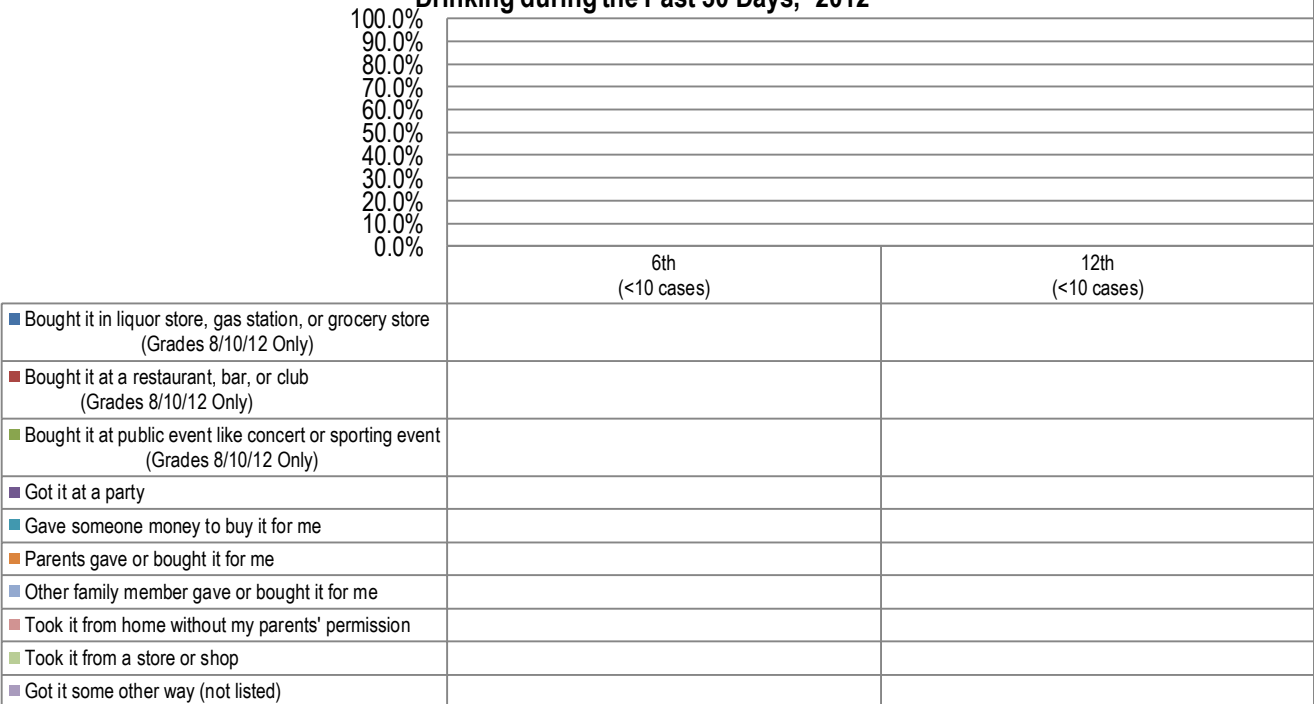 Drinking during the Past 30 Days, 2012
100.0%
90.0%
80.0%
70.0%
60.0%
50.0%
40.0%
30.0%
20.0%
10.0%
0.0%
6th 12th
(<10 cases) (<10 cases)
Bought it in liquor store, gas station, or grocery store
(Grades 8/10/12 Only)
Bought it at a restaurant, bar, or club
(Grades 8/10/12 Only)
Bought it at public event like concert or sporting event
(Grades 8/10/12 Only)
Got it at a party
Gave someone money to buy it for me
Parents gave or bought it for me
Other family member gave or bought it for me
Took it from home without my parents' permission
Took it from a store or shop
Got it some other way (not listed)